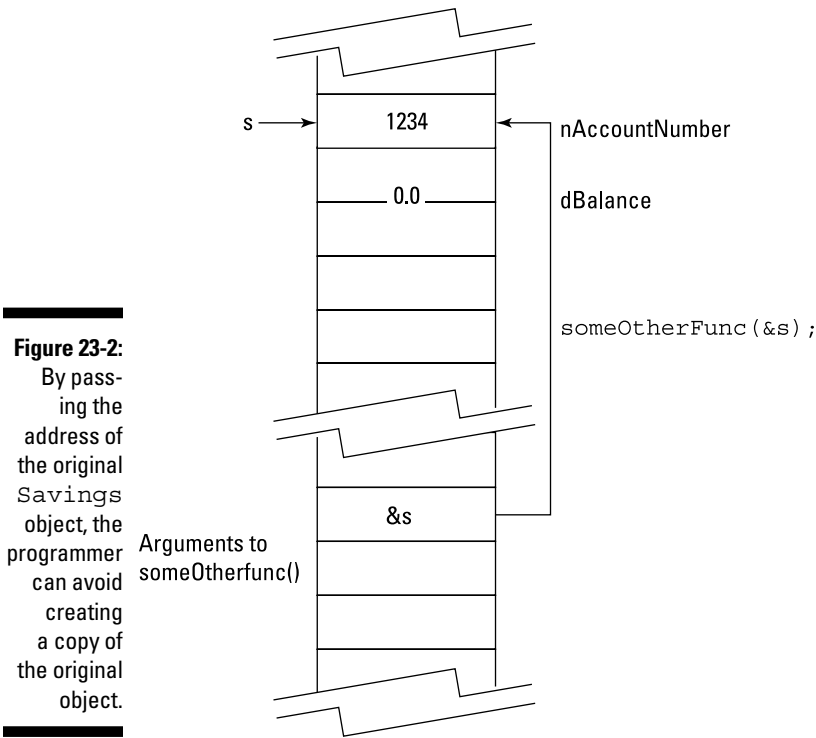 s
1234
nAccountNumber
0.0
dBalance
someOtherFunc(&s);
Figure 23-2:
By pass-
ing the
address of
the original
Savings
object, the
programmer
can avoid
creating
a copy of
the original
object.
&s
Arguments to
someOtherfunc()